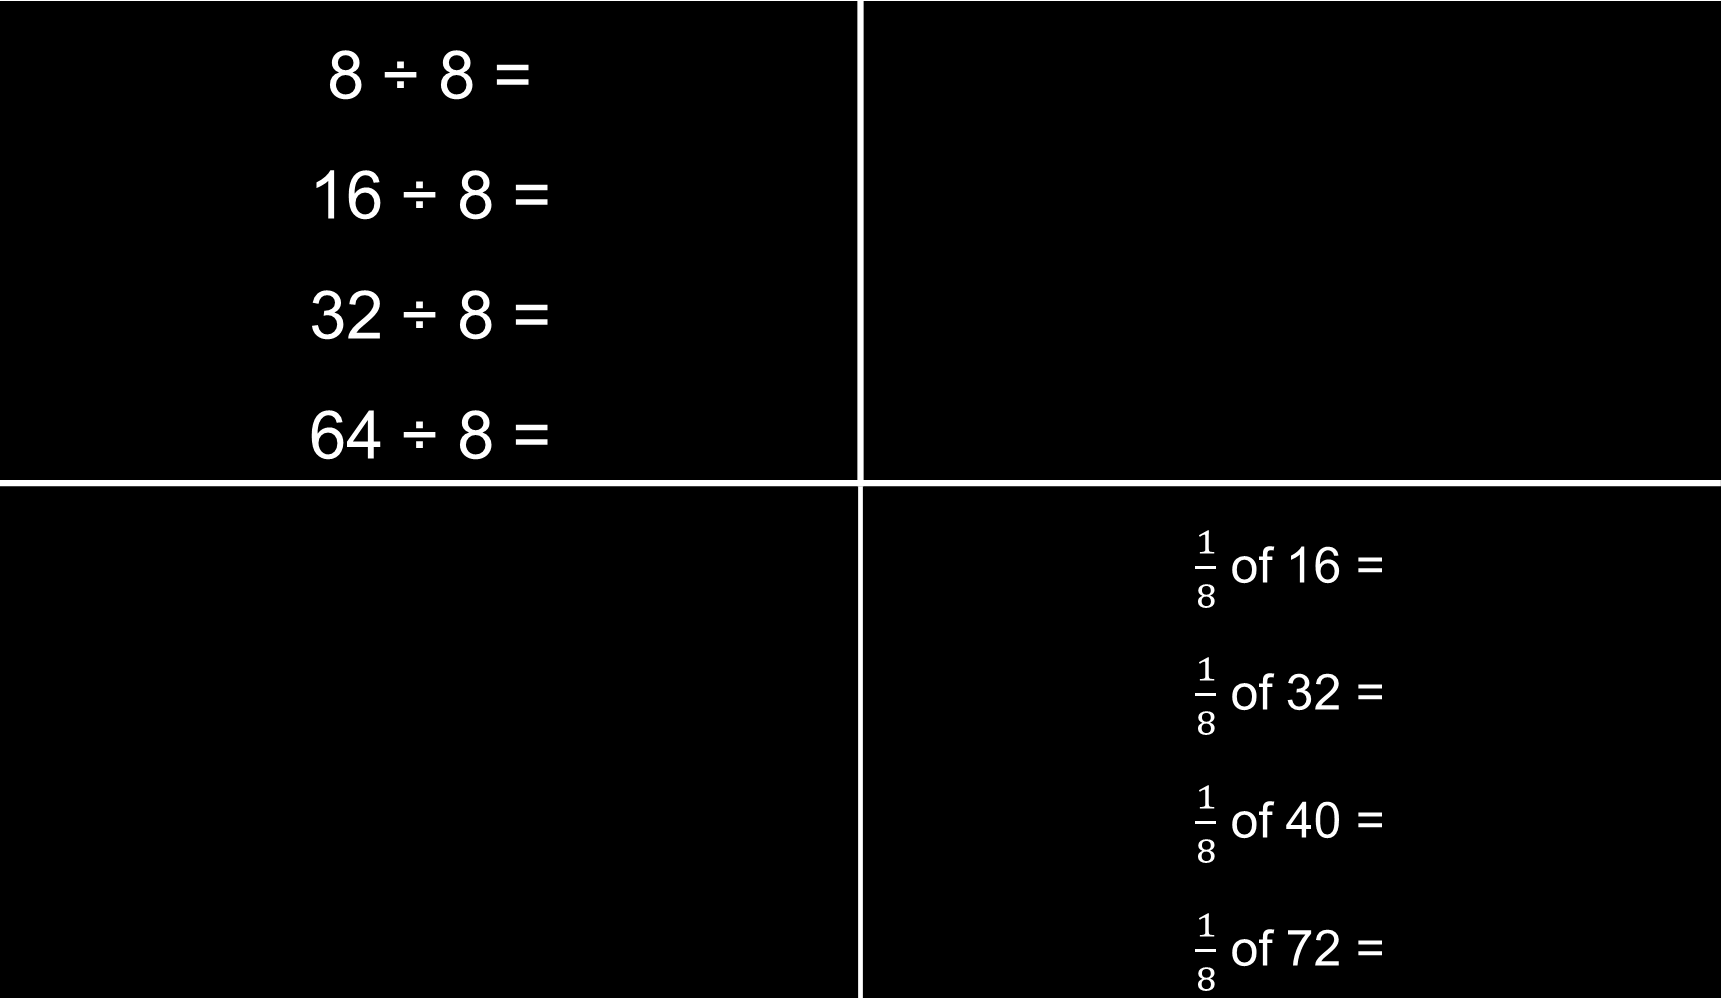 8 ÷ 8 =
16 ÷ 8 =
32 ÷ 8 =
64 ÷ 8 =
1/8 of 16 =
1/8 of 32 =
1/8 of 40 =
1/8 of 72 =